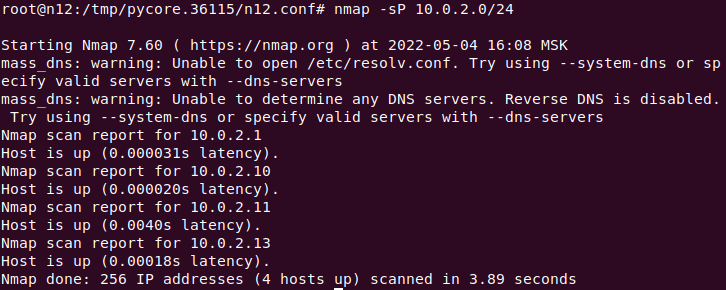 root@n12:/tmp/pycore.36115/n12.conf# nmap -sP 10.0.2.0/24
Starting Nmap 7.60 ( https://nmap.org ) at 2022-05-04 16:08 MSK
mass_dns: warning: Unable to open /etc/resolv.conf. Try using --system-dns or sp
ecify valid servers with --dns-servers
mass_dns: warning: Unable to determine any DNS servers. Reverse DNS is disabled.
 Try using --system-dns or specify valid servers with --dns-servers
Nmap scan report for 10.0.2.1
Host is up (0.000031s latency).
Nmap scan report for 10.0.2.10
Host is up (0.000020s latency).
Nmap scan report for 10.0.2.11
Host is up (0.0040s latency).
Nmap scan report for 10.0.2.13
Host is up (0.00018s latency).
Nmap done: 256 IP addresses (4 hosts up) scanned in 3.89 seconds